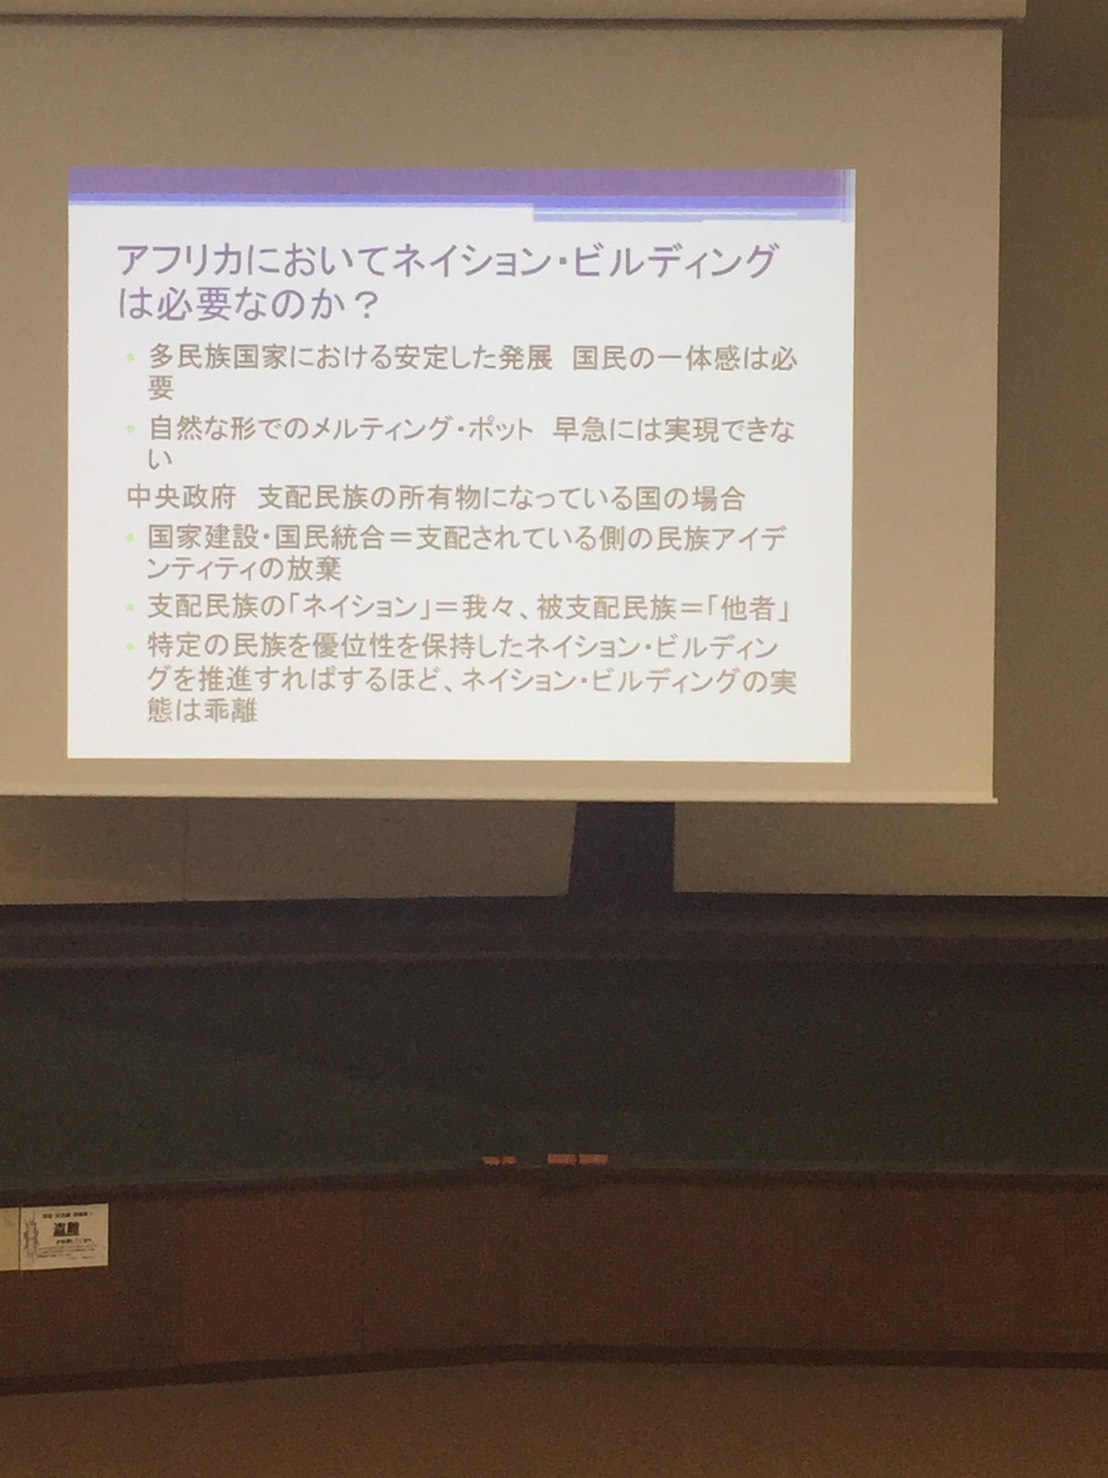 アフリカにおいてネイション・ビルディング
は必要なのか？
• 多民族国家における安定した発展　国民の一体感は必
要
• 自然な形でのメルティング・ポット　早急には実現できな
い
中央政府　支配民族の所有物になっている国の場合
• 国家建設・国民統合＝支配されている側の民族アイデ
ンティティの放棄
• 支配民族の「ネイション」＝我々、被支配民族＝「他者」
• 特定の民族を優位性を保持したネイション・ビルディン
グを推進すればするほど、ネイション・ビルディングの実
態は乖離
盗難